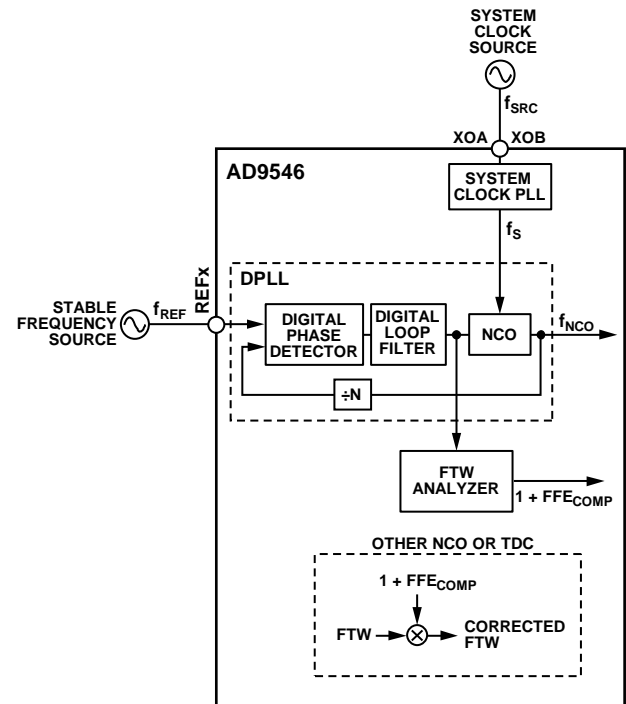 SYSTEM
CLOCK
SOURCE
fSRC
XOA
XOB
AD9546
SYSTEM
CLOCK PLL
fS
REFx
DPLL
STABLE
FREQUENCY
SOURCE
fREF
DIGITAL
PHASE
DETECTOR
DIGITAL
LOOP
FILTER
NCO
fNCO
÷N
FTW
ANALYZER
1 + FFECOMP
OTHER NCO OR TDC
1 + FFECOMP
FTW
CORRECTED
FTW